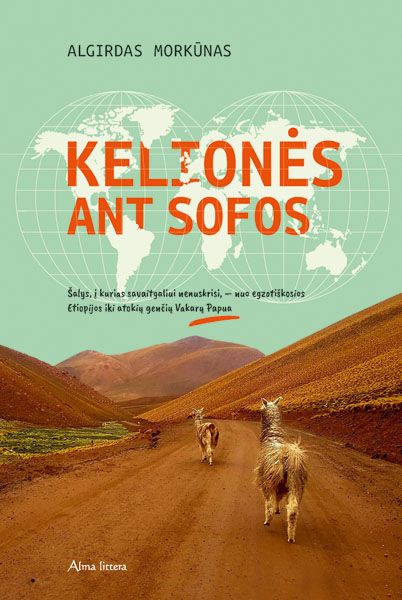 ALGIRDAS MORKŪNAS
KELIONĖS
ANT SOFOS
Šalys, į kurias savaitgaliui nenuskrisi, — nuo egzotiškosios
Etiopijos iki atokių genčių Vakarų Papua
Alma littera